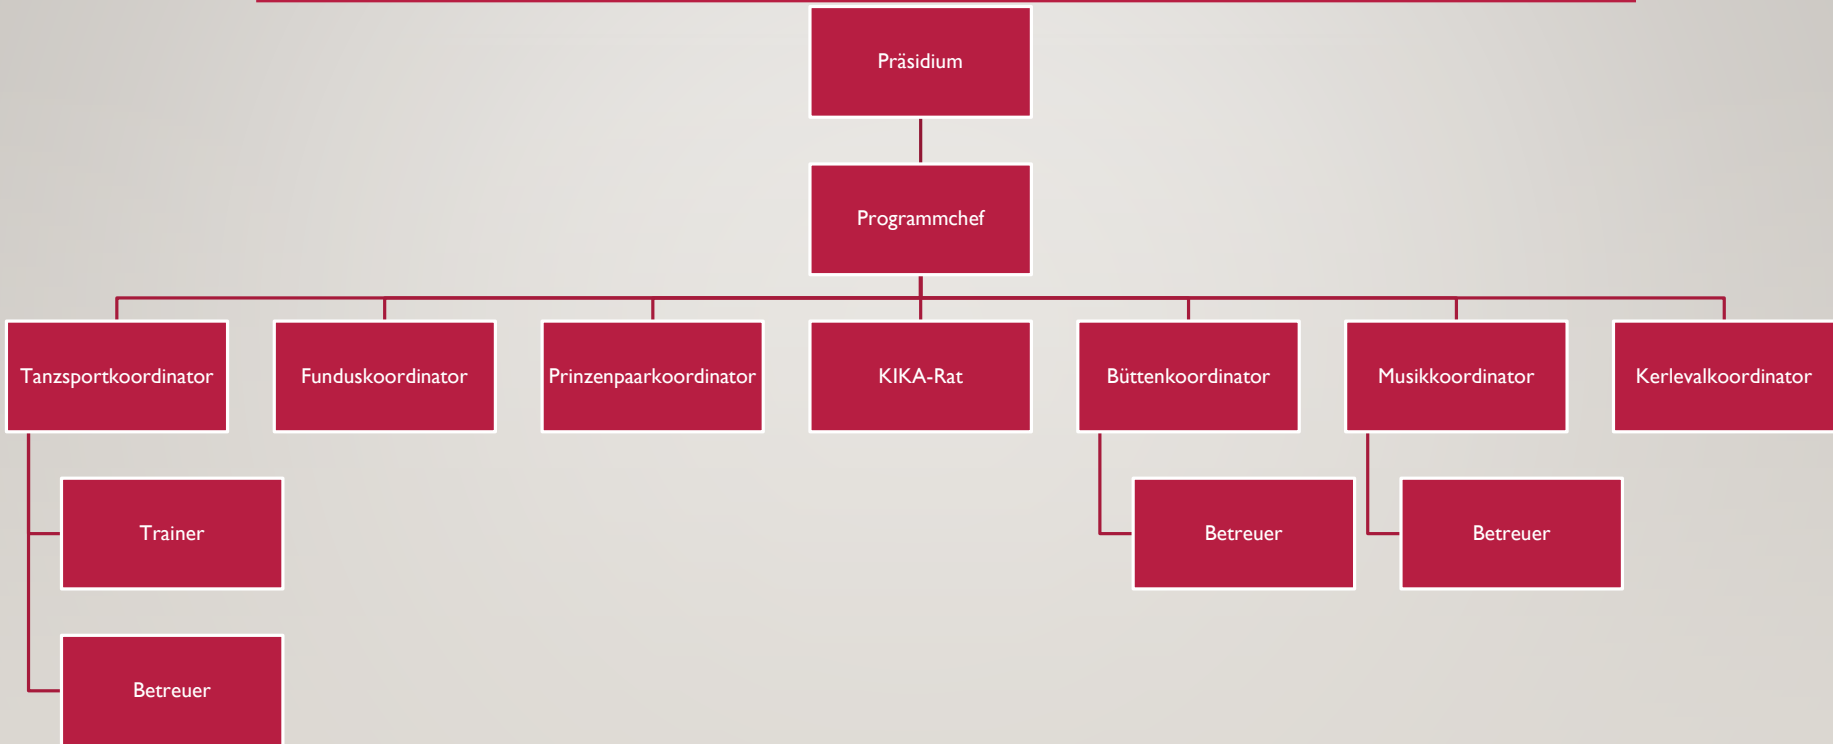 Präsidium
Programmchef
Tanzsportkoordinator
Funduskoordinator
Prinzenpaarkoordinator
KIKA-Rat
Büttenkoordinator
Musikkoordinator
Kerlevalkoordinator
Trainer
Betreuer
Betreuer
Betreuer